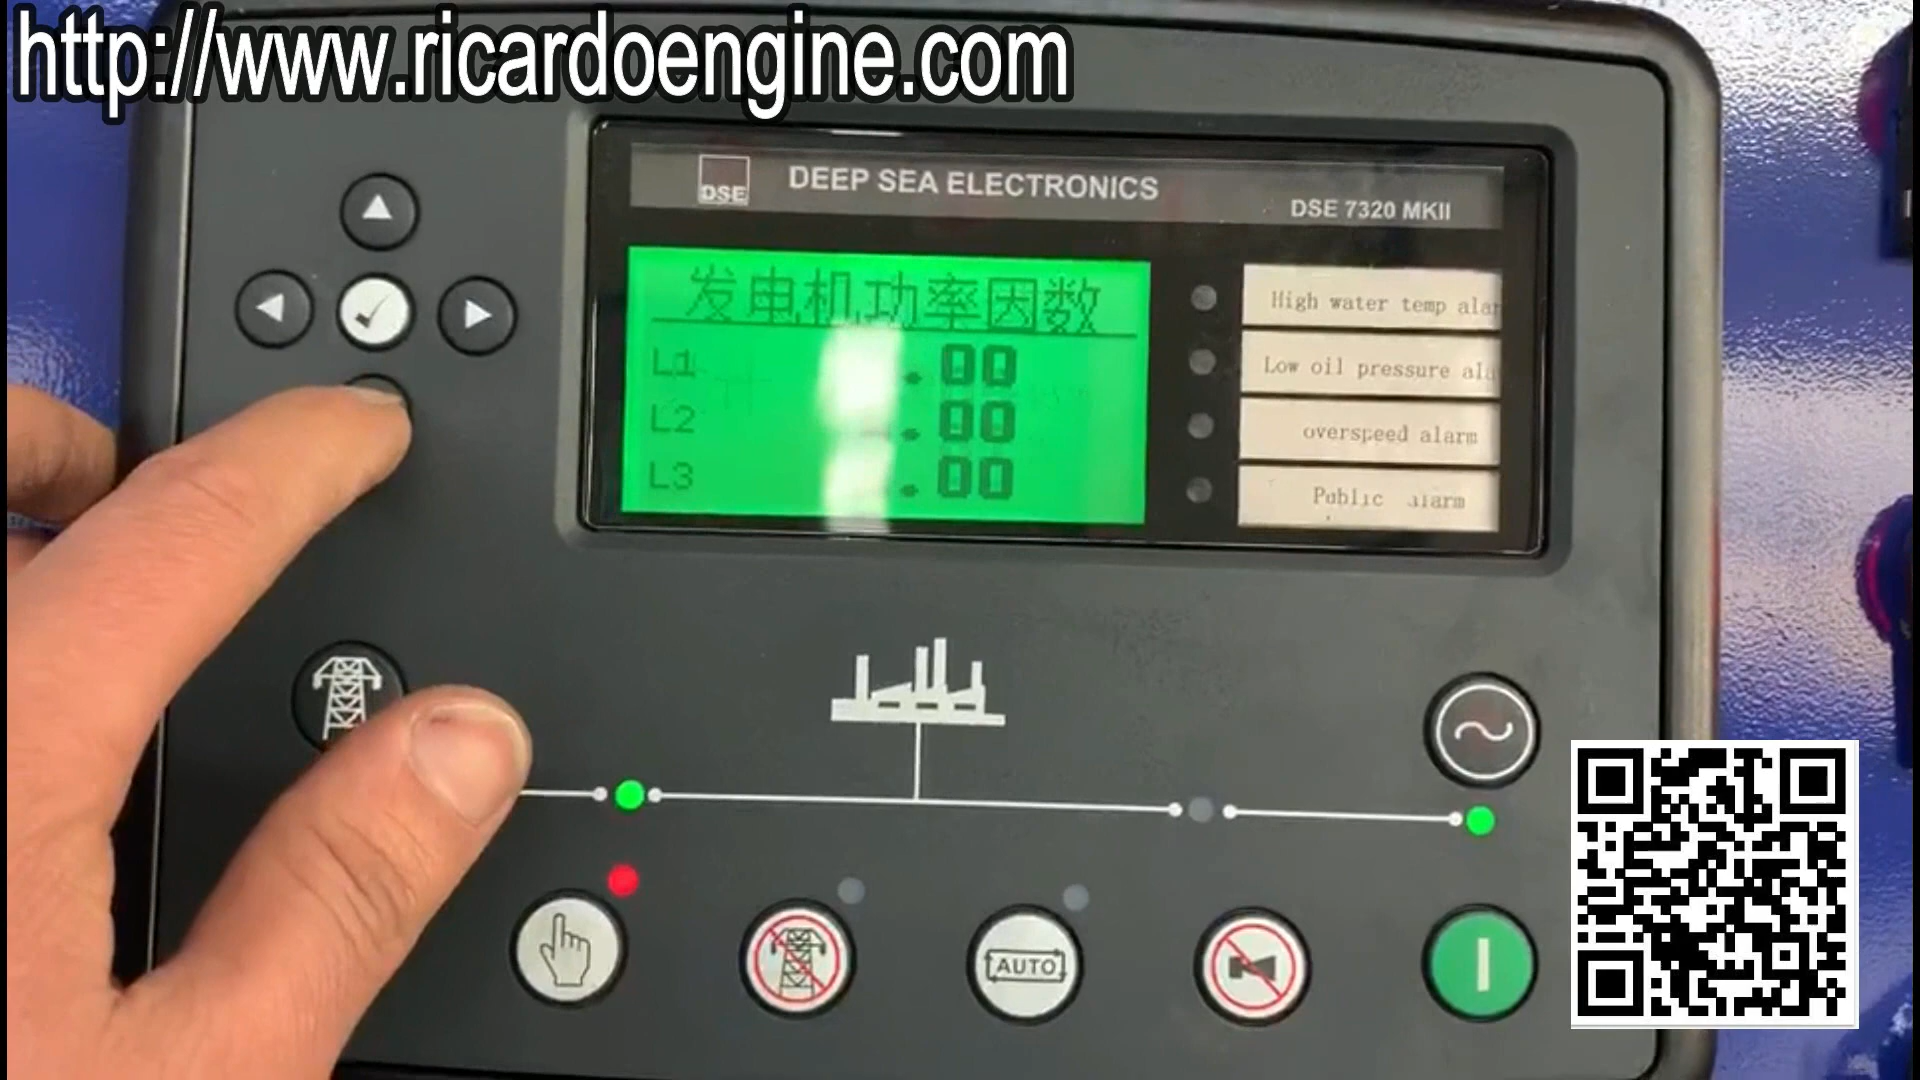 http://www.ricardoengine.com
DSE DEEP SEA ELECTRONICS
DSE 7320 MKII
发电机功率因数
L1 .00
L2 .00
L3 .00
High water temp alar
Low oil pressure ala
overspeed alarm
Public alarm
AUTO